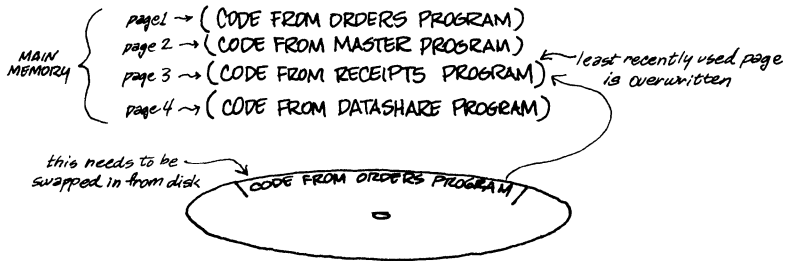 page1 → (CODE FROM ORDERS PROGRAM)
page 2 → (CODE FROM MASTER PROGRAM)
MAIN MEMORY
page 3 → (CODE FROM RECEIPTS PROGRAM)
least recently used page
is overwritten
page 4 → (CODE FROM DATASHARE PROGRAM)
this needs to be
swapped in from disk
CODE FROM ORDERS PROGRAM